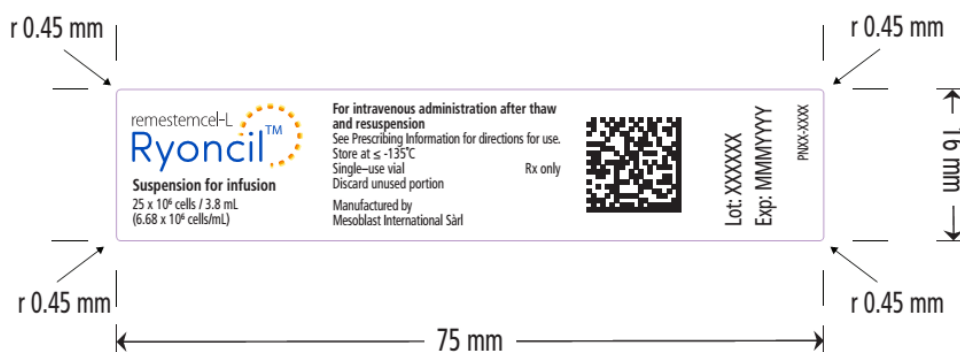 r 0.45 mm
r 0.45 mm
remestemcel-L
Ryoncil™
Suspension for infusion
25 x 10⁶ cells / 3.8 mL
(6.68 x 10⁶ cells/mL)
For intravenous administration after thaw
and resuspension
See Prescribing Information for directions for use.
Store at ≤ -135°C
Single–use vial Rx only
Discard unused portion
Manufactured by
Mesoblast International Sàrl
Lot: XXXXXX
Exp: MMMYYYY
PNXX-XXXX
16 mm
r 0.45 mm
r 0.45 mm
75 mm